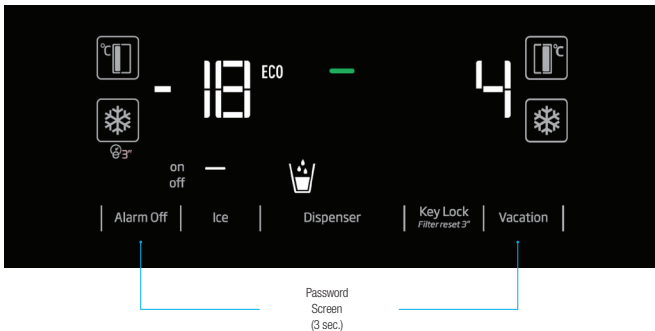 °C
°C
-18 ECO
4
3"
on
off
Alarm Off
Ice
Dispenser
Key Lock
Filter reset 3"
Vacation
Password
Screen
(3 sec.)